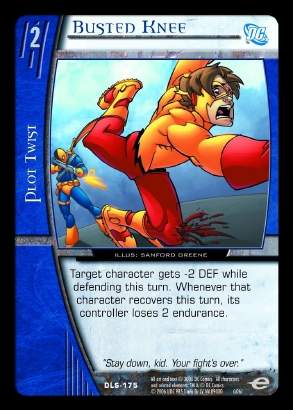 2
BUSTED KNEE
DC
PLOT TWIST
ILLUS: SANFORD GREENE
Target character gets -2 DEF while
defending this turn. Whenever that
character recovers this turn, its
controller loses 2 endurance.
"Stay down, kid. Your fight's over."
DLS-175